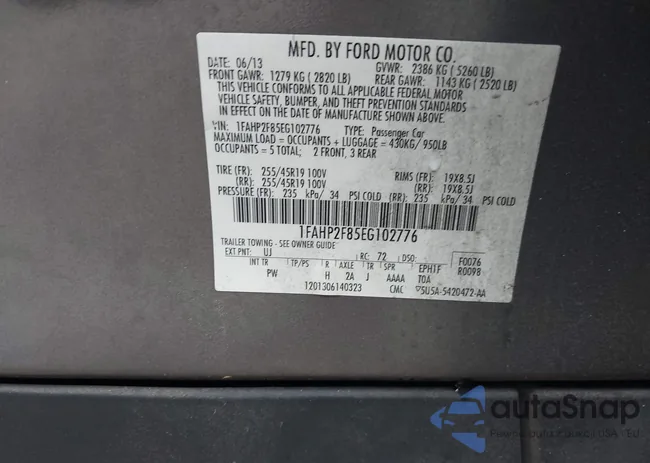 MFD. BY FORD MOTOR CO.
DATE: 06/13 GVWR: 2386 KG ( 5260 LB)
FRONT GAWR: 1279 KG ( 2820 LB) REAR GAWR: 1143 KG ( 2520 LB)
THIS VEHICLE CONFORMS TO ALL APPLICABLE FEDERAL MOTOR
VEHICLE SAFETY, BUMPER, AND THEFT PREVENTION STANDARDS
IN EFFECT ON THE DATE OF MANUFACTURE SHOWN ABOVE.
VIN: 1FAHP2F85EG102776 TYPE: Passenger Car
MAXIMUM LOAD = OCCUPANTS + LUGGAGE = 430KG/ 950LB
OCCUPANTS = 5 TOTAL; 2 FRONT, 3 REAR
TIRE (FR): 255/45R19 100V RIMS (FR): 19X8.5J
(RR): 255/45R19 100V (RR): 19X8.5J
PRESSURE (FR): 235 kPa/ 34 PSI COLD (RR): 235 kPa/ 34 PSI COLD
1FAHP2F85EG102776
TRAILER TOWING - SEE OWNER GUIDE
EXT PNT: UJ RC: 72 DSO: F0076
INT TR TP/PS R AXLE TR SPR EPH1F R0098
PW H 2A J AAAA TOA
1201306140323 CMC 5U5A-5420472-AA
autoSnap